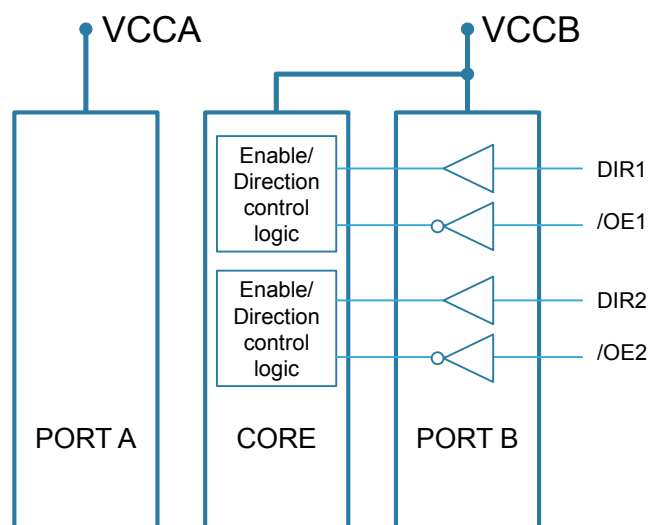 VCCA
VCCB
Enable/
Direction
control
logic
DIR1
/OE1
Enable/
Direction
control
logic
DIR2
/OE2
PORT A
CORE
PORT B